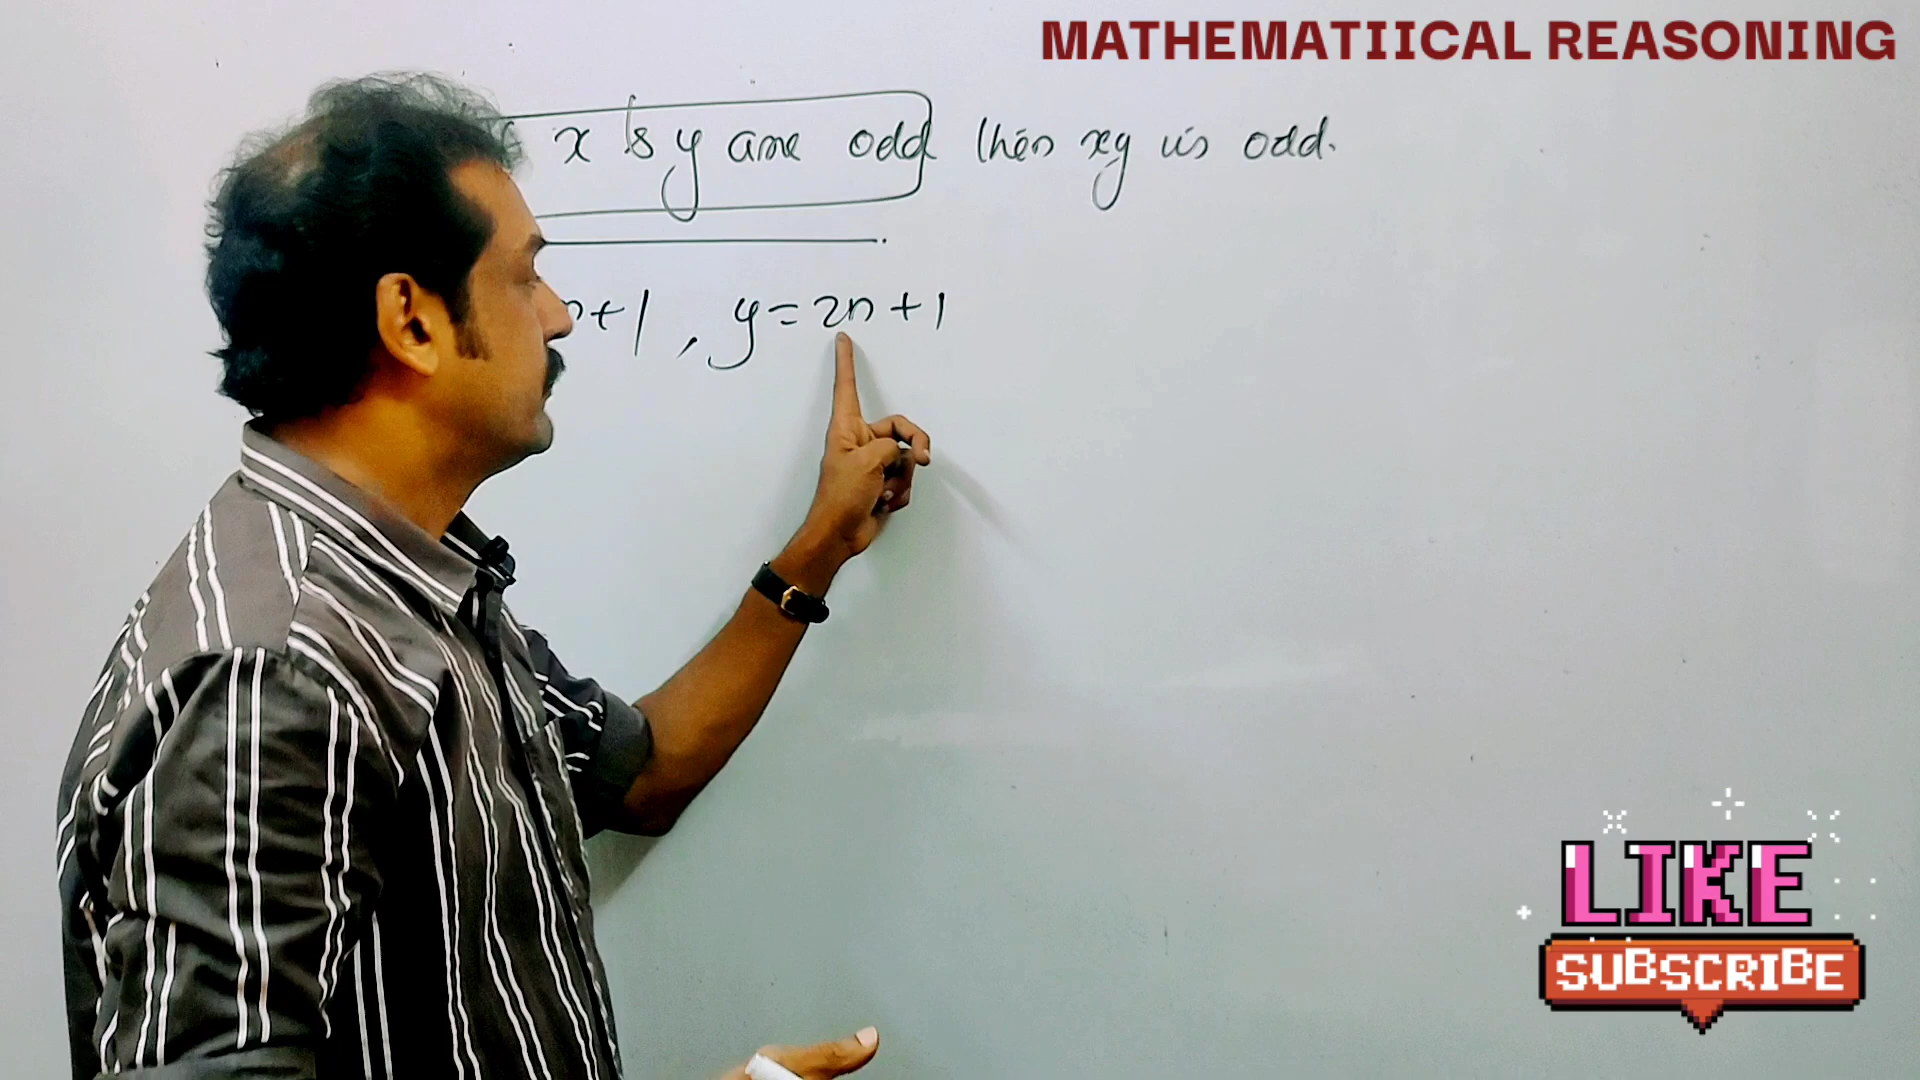 MATHEMATIICAL REASONING
x & y are odd then xy is odd.
n+1 , y=2n+1
LIKE
SUBSCRIBE